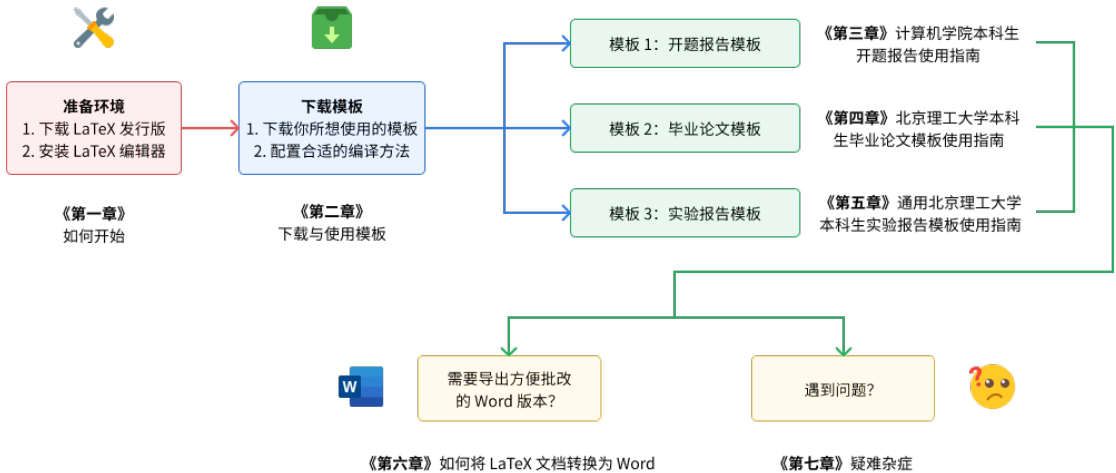 准备环境
1. 下载 LaTeX 发行版
2. 安装 LaTeX 编辑器
《第一章》
如何开始
下载模板
1. 下载你所想使用的模板
2. 配置合适的编译方法
《第二章》
下载与使用模板
模板 1：开题报告模板
《第三章》计算机学院本科生
开题报告使用指南
模板 2：毕业论文模板
《第四章》北京理工大学本科
生毕业论文模板使用指南
模板 3：实验报告模板
《第五章》通用北京理工大学
本科生实验报告模板使用指南
W
需要导出方便批改
的 Word 版本？
《第六章》如何将 LaTeX 文档转换为 Word
遇到问题？
?
《第七章》疑难杂症